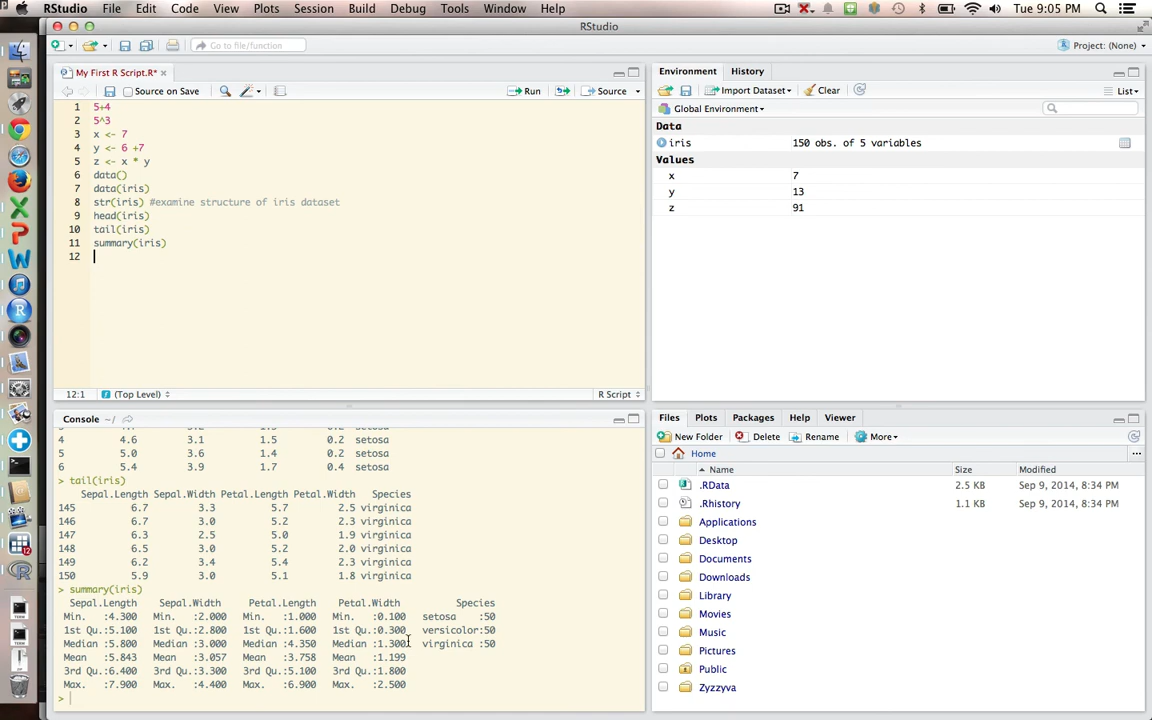 RStudio File Edit Code View Plots Session Build Debug Tools Window Help Tue 9:05 PM
RStudio
Go to file/function Project: (None)
My First R Script.R*
Source on Save Run Source
1 5+4
2 5^3
3 x <- 7
4 y <- 6 +7
5 z <- x * y
6 data()
7 data(iris)
8 str(iris) #examine structure of iris dataset
9 head(iris)
10 tail(iris)
11 summary(iris)
12
12:1 (Top Level) R Script
Environment History
Import Dataset Clear List
Global Environment
Data
iris 150 obs. of 5 variables
Values
x 7
y 13
z 91
Console ~/
4 4.6 3.1 1.5 0.2 setosa
5 5.0 3.6 1.4 0.2 setosa
6 5.4 3.9 1.7 0.4 setosa
> tail(iris)
Sepal.Length Sepal.Width Petal.Length Petal.Width Species
145 6.7 3.3 5.7 2.5 virginica
146 6.7 3.0 5.2 2.3 virginica
147 6.3 2.5 5.0 1.9 virginica
148 6.5 3.0 5.2 2.0 virginica
149 6.2 3.4 5.4 2.3 virginica
150 5.9 3.0 5.1 1.8 virginica
> summary(iris)
Sepal.Length Sepal.Width Petal.Length Petal.Width Species
Min. :4.300 Min. :2.000 Min. :1.000 Min. :0.100 setosa :50
1st Qu.:5.100 1st Qu.:2.800 1st Qu.:1.600 1st Qu.:0.300 versicolor:50
Median :5.800 Median :3.000 Median :4.350 Median :1.300 virginica :50
Mean :5.843 Mean :3.057 Mean :3.758 Mean :1.199
3rd Qu.:6.400 3rd Qu.:3.300 3rd Qu.:5.100 3rd Qu.:1.800
Max. :7.900 Max. :4.400 Max. :6.900 Max. :2.500
>
Files Plots Packages Help Viewer
New Folder Delete Rename More
Home
Name Size Modified
.RData 2.5 KB Sep 9, 2014, 8:34 PM
.Rhistory 1.1 KB Sep 9, 2014, 8:34 PM
Applications
Desktop
Documents
Downloads
Library
Movies
Music
Pictures
Public
Zyzzyva